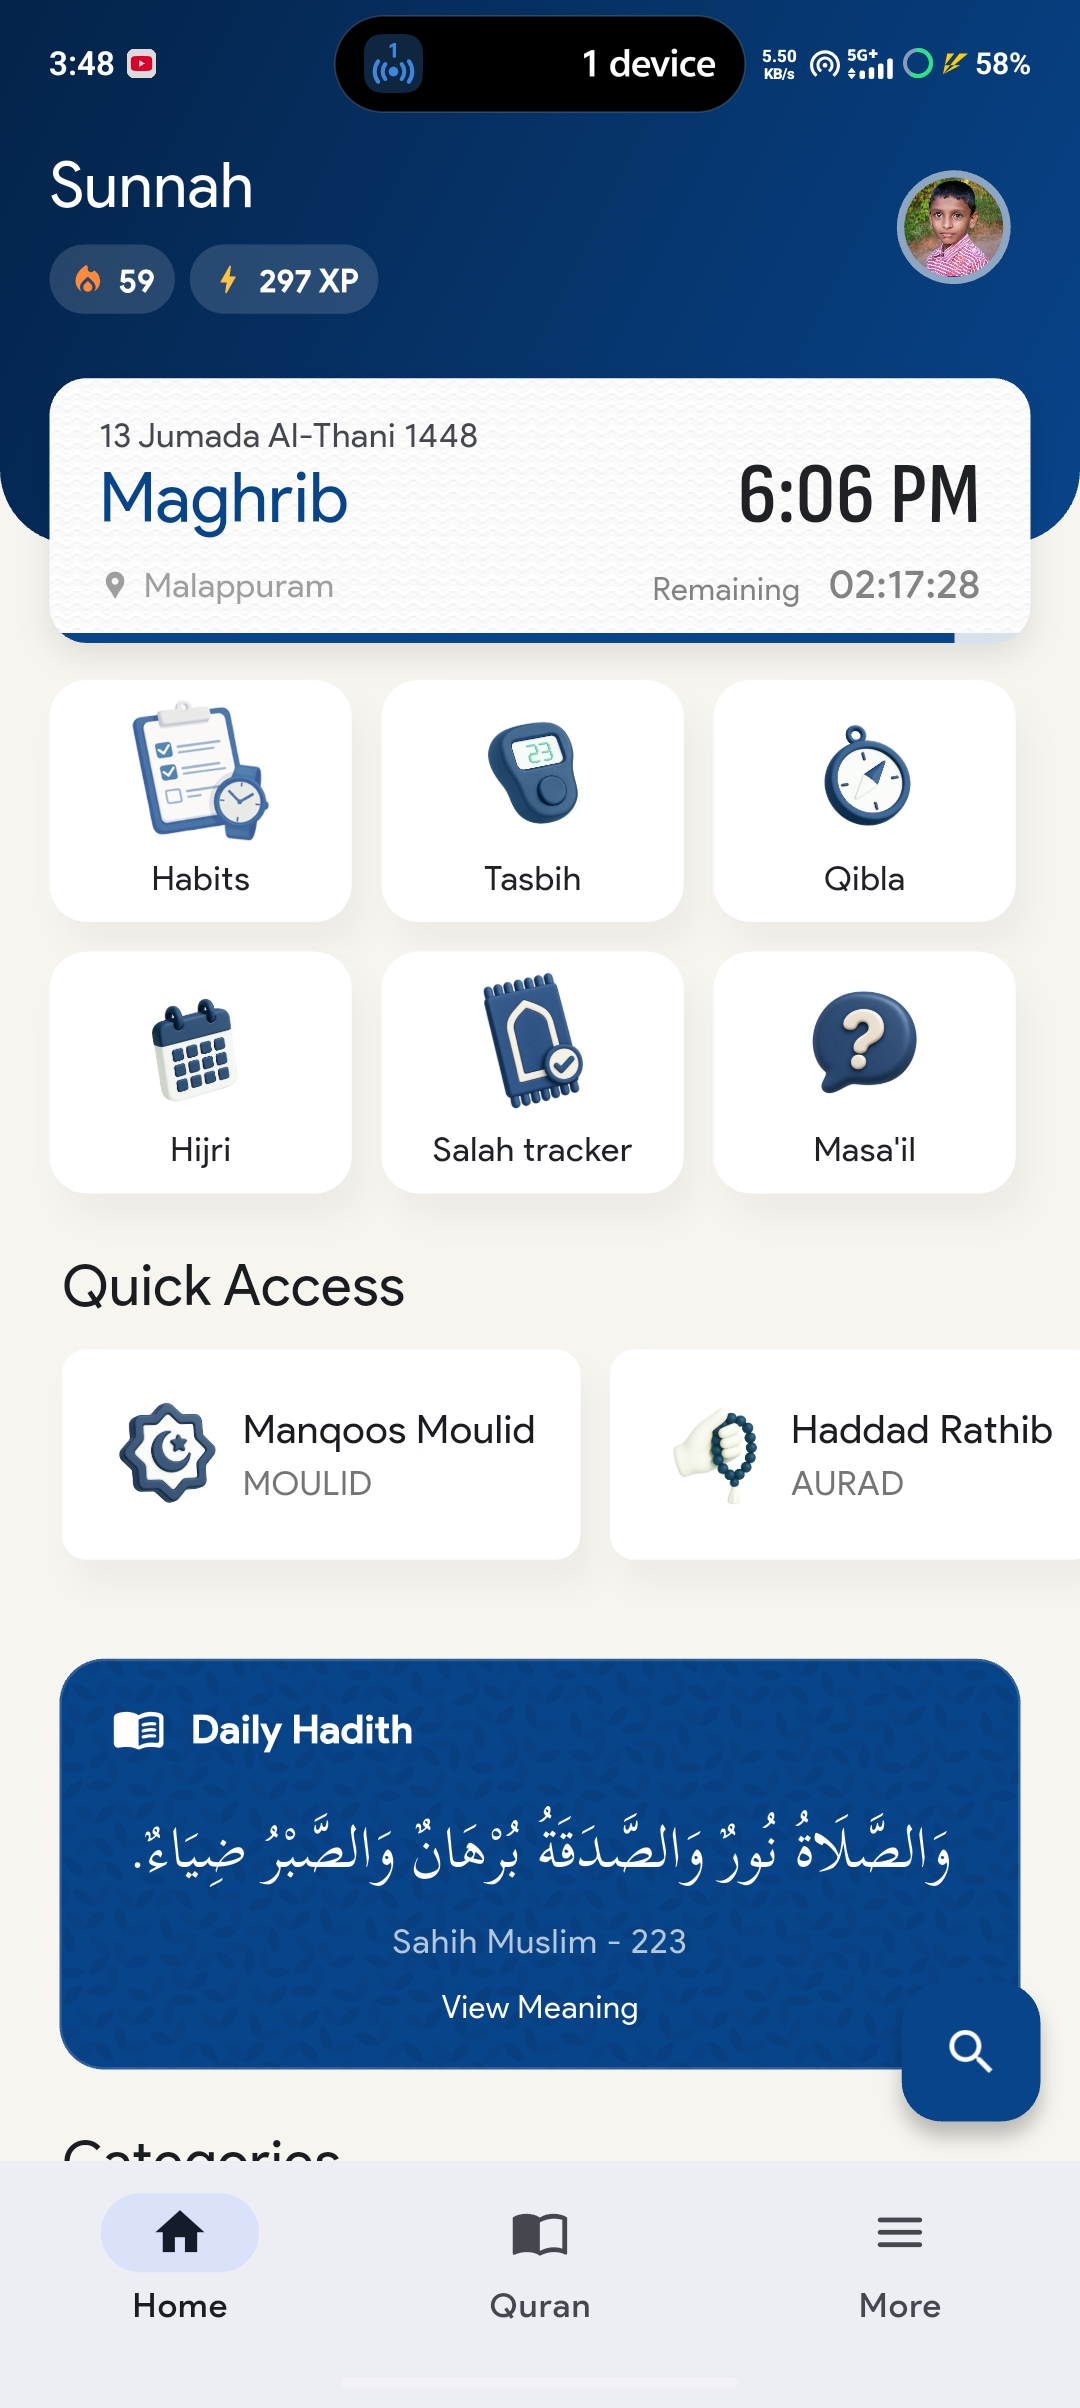 3:48
1
1 device
5.50
KB/s
5G+
58%
Sunnah
59
297 XP
13 Jumada Al-Thani 1448
Maghrib
6:06 PM
Malappuram
Remaining 02:17:28
23
Habits
Tasbih
Qibla
Hijri
Salah tracker
?
Masa'il
Quick Access
Manqoos Moulid
MOULID
Haddad Rathib
AURAD
Daily Hadith
وَالصَّلَاةُ نُورٌ وَالصَّدَقَةُ بُرْهَانٌ وَالصَّبْرُ ضِيَاءٌ.
Sahih Muslim - 223
View Meaning
Categories
Home
Quran
More